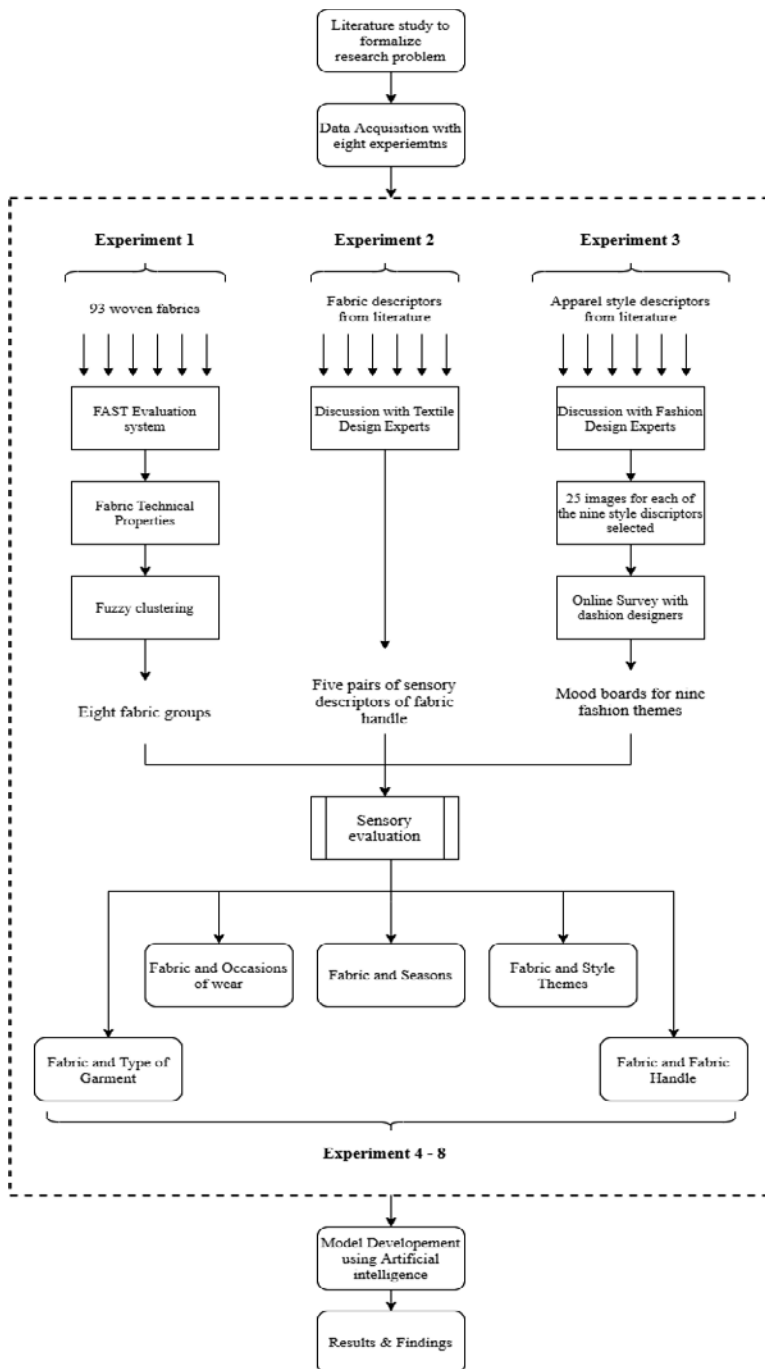 Literature study to
formalize
research problem
Data Acquisition with
eight experiemtns
Experiment 1
Experiment 2
Experiment 3
93 woven fabrics
Fabric descriptors
from literature
Apparel style descriptors
from literature
FAST Evaluation
system
Discussion with Textile
Design Experts
Discussion with Fashion
Design Experts
Fabric Technical
Properties
25 images for each of
the nine style discriptors
selected
Fuzzy clustering
Online Survey with
dashion designers
Eight fabric groups
Five pairs of sensory
descriptors of fabric
handle
Mood boards for nine
fashion themes
Sensory
evaluation
Fabric and Occasions
of wear
Fabric and Seasons
Fabric and Style
Themes
Fabric and Type of
Garment
Fabric and Fabric
Handle
Experiment 4 - 8
Model Developement
using Artificial
intelligence
Results & Findings